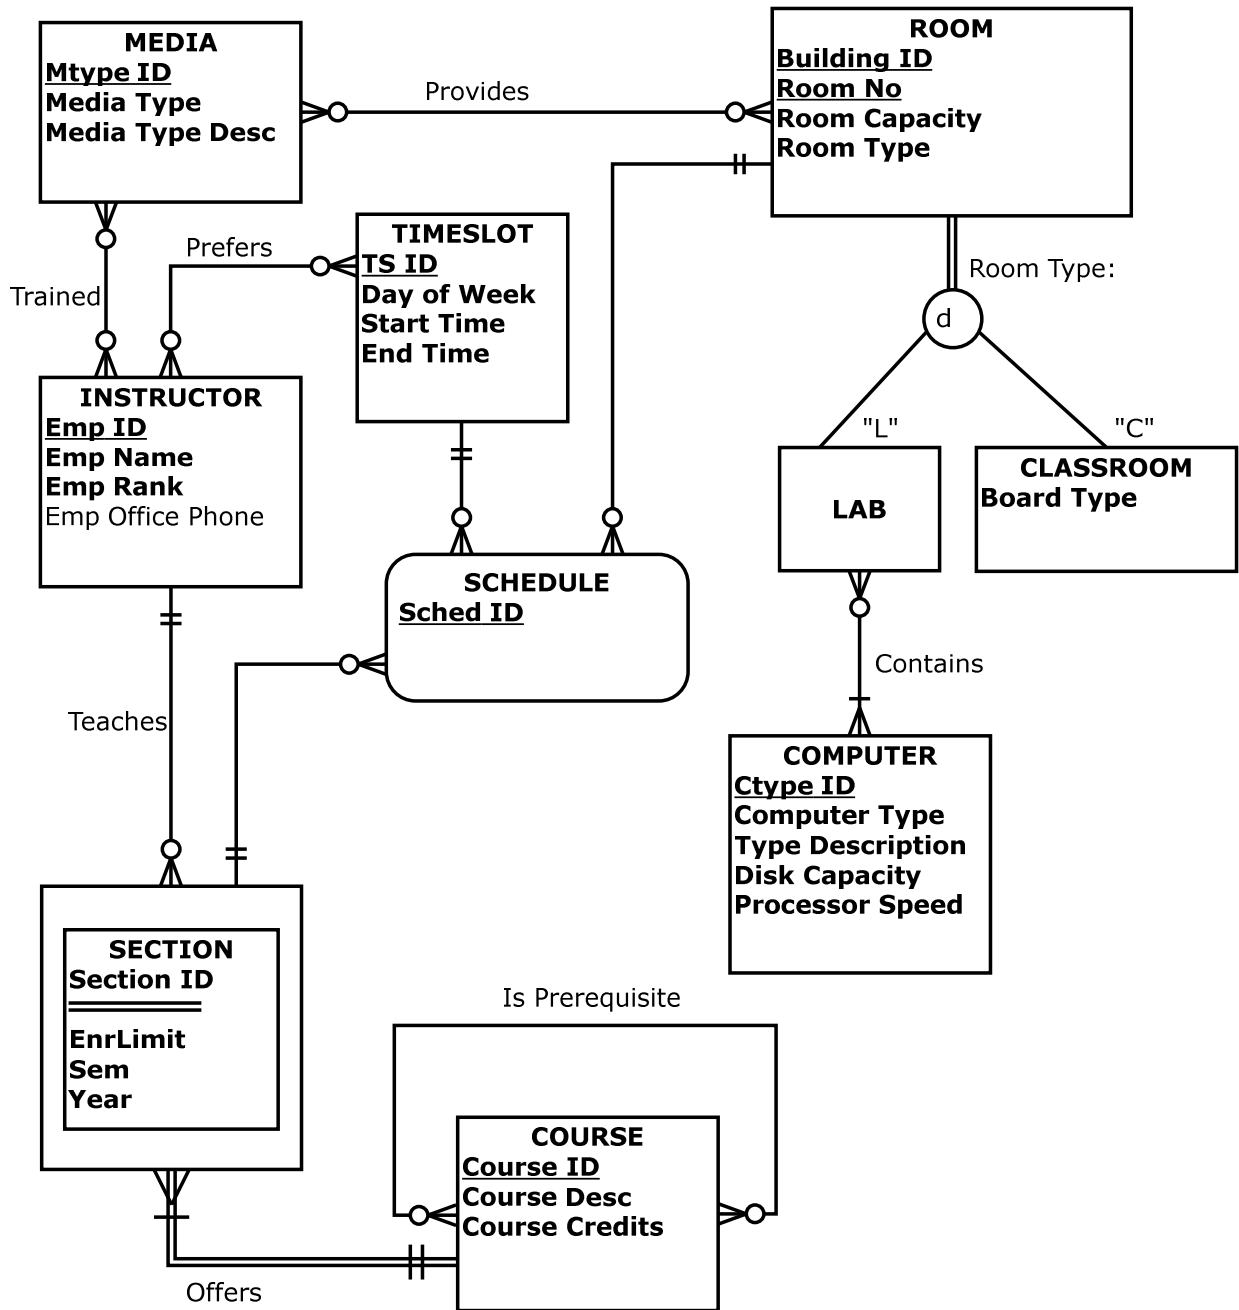 MEDIA
Mtype ID
Media Type
Media Type Desc
Provides
ROOM
Building ID
Room No
Room Capacity
Room Type
Trained
Prefers
TIMESLOT
TS ID
Day of Week
Start Time
End Time
Room Type:
d
"L"
"C"
INSTRUCTOR
Emp ID
Emp Name
Emp Rank
Emp Office Phone
LAB
CLASSROOM
Board Type
SCHEDULE
Sched ID
Teaches
Contains
COMPUTER
Ctype ID
Computer Type
Type Description
Disk Capacity
Processor Speed
SECTION
Section ID
EnrLimit
Sem
Year
Is Prerequisite
COURSE
Course ID
Course Desc
Course Credits
Offers